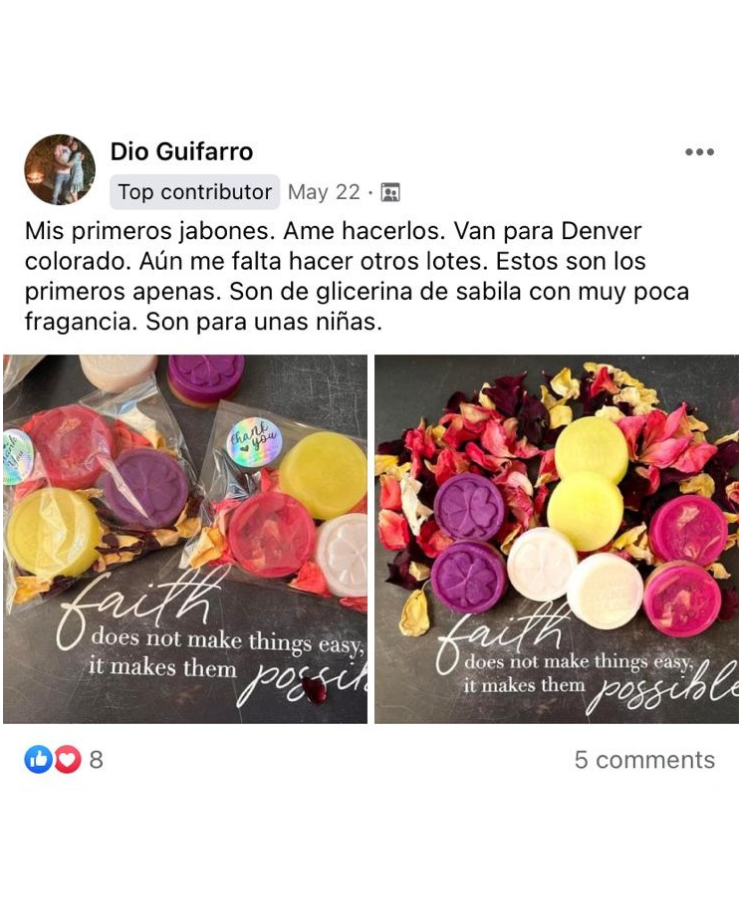 Dio Guifarro
Top contributor May 22 ·
Mis primeros jabones. Ame hacerlos. Van para Denver
colorado. Aún me falta hacer otros lotes. Estos son los
primeros apenas. Son de glicerina de sabila con muy poca
fragancia. Son para unas niñas.
thank
you
faith
does not make things easy,
it makes them
faith
does not make things easy,
it makes them possible
8
5 comments